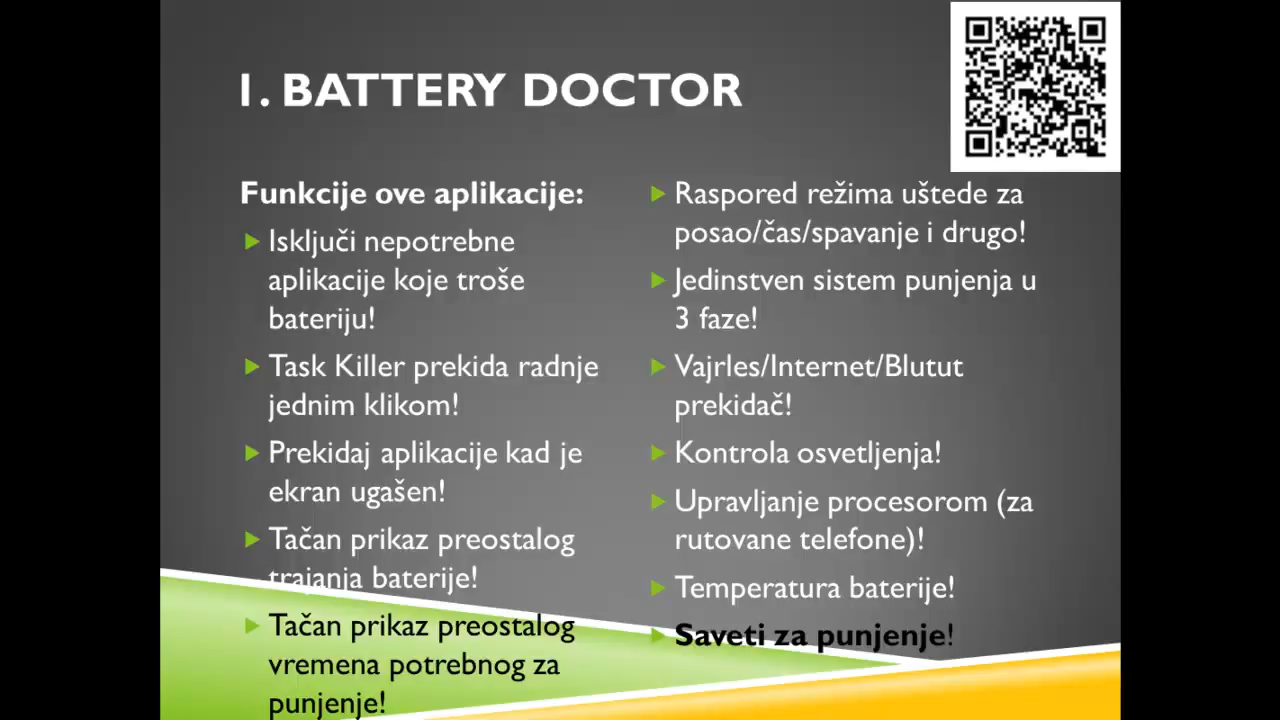 1. BATTERY DOCTOR
Funkcije ove aplikacije:
Isključi nepotrebne
aplikacije koje troše
bateriju!
Task Killer prekida radnje
jednim klikom!
Prekidaj aplikacije kad je
ekran ugašen!
Tačan prikaz preostalog
trajanja baterije!
Tačan prikaz preostalog
vremena potrebnog za
punjenje!
Raspored režima uštede za
posao/čas/spavanje i drugo!
Jedinstven sistem punjenja u
3 faze!
Vajrles/Internet/Blutut
prekidač!
Kontrola osvetljenja!
Upravljanje procesorom (za
rutovane telefone)!
Temperatura baterije!
Saveti za punjenje!